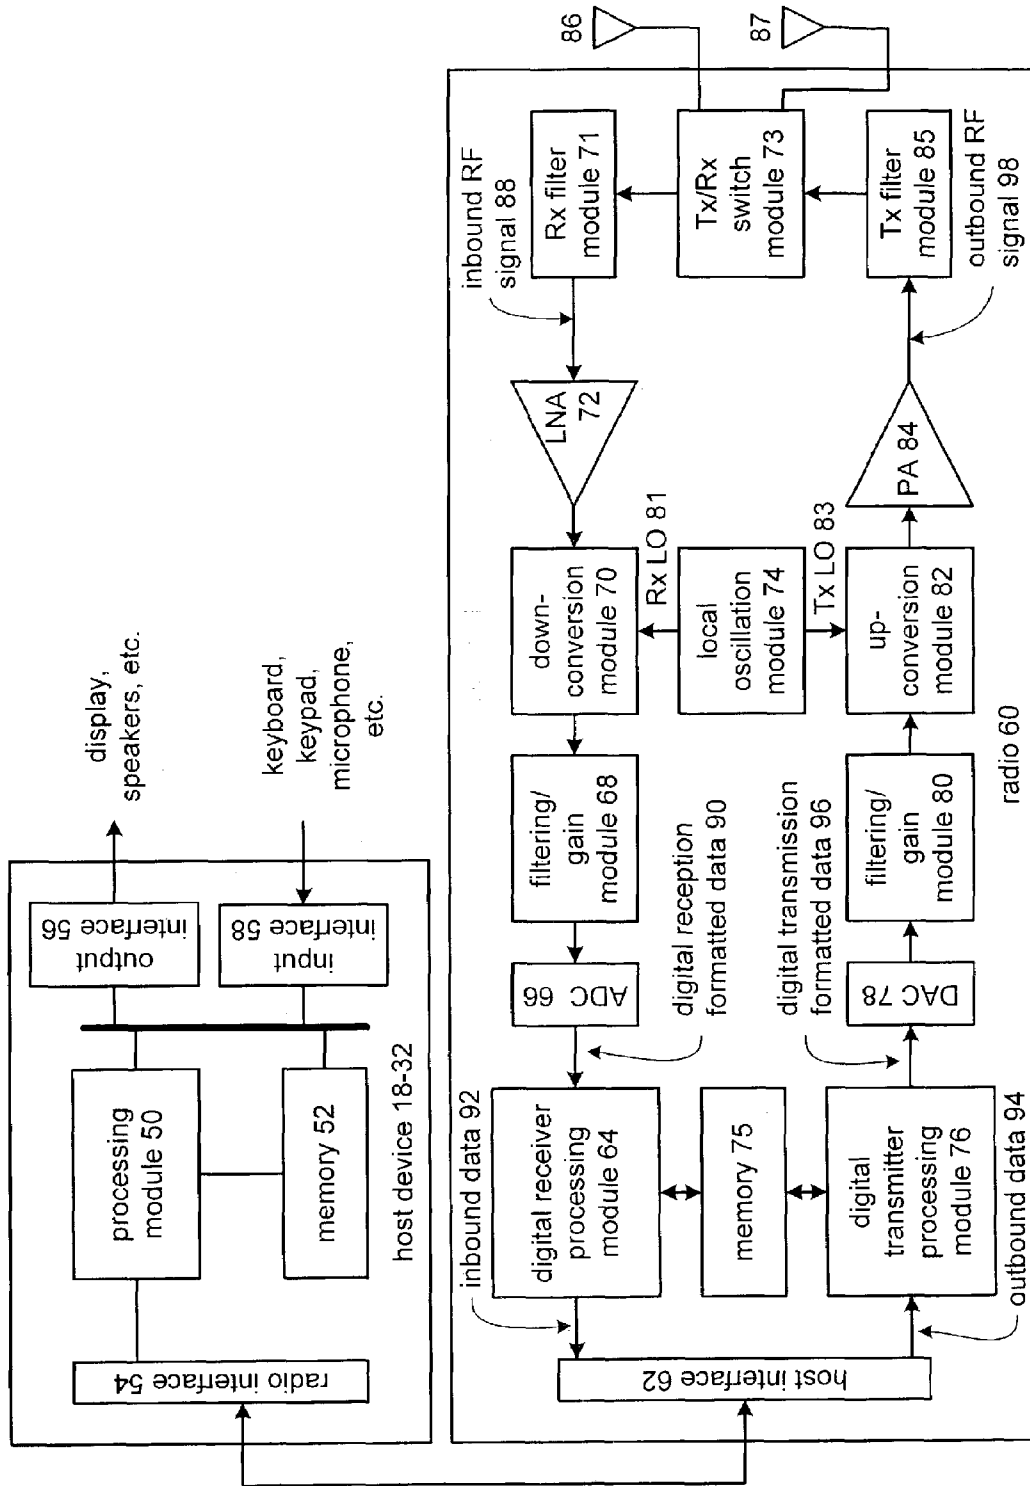 display,
speakers, etc.
keyboard,
keypad,
microphone,
etc.
output
interface 56
input
interface 58
processing
module 50
memory 52
radio interface 54
host device 18-32
86
87
inbound RF
signal 88
Rx filter
module 71
Tx/Rx
switch
module 73
Tx filter
module 85
outbound RF
signal 98
LNA
72
PA 84
down-
conversion
module 70
Rx LO 81
local
oscillation
module 74
Tx LO 83
up-
conversion
module 82
filtering/
gain
module 68
filtering/
gain
module 80
radio 60
ADC 66
digital reception
formatted data 90
digital transmission
formatted data 96
DAC 78
inbound data 92
digital receiver
processing
module 64
memory 75
digital
transmitter
processing
module 76
outbound data 94
host interface 62